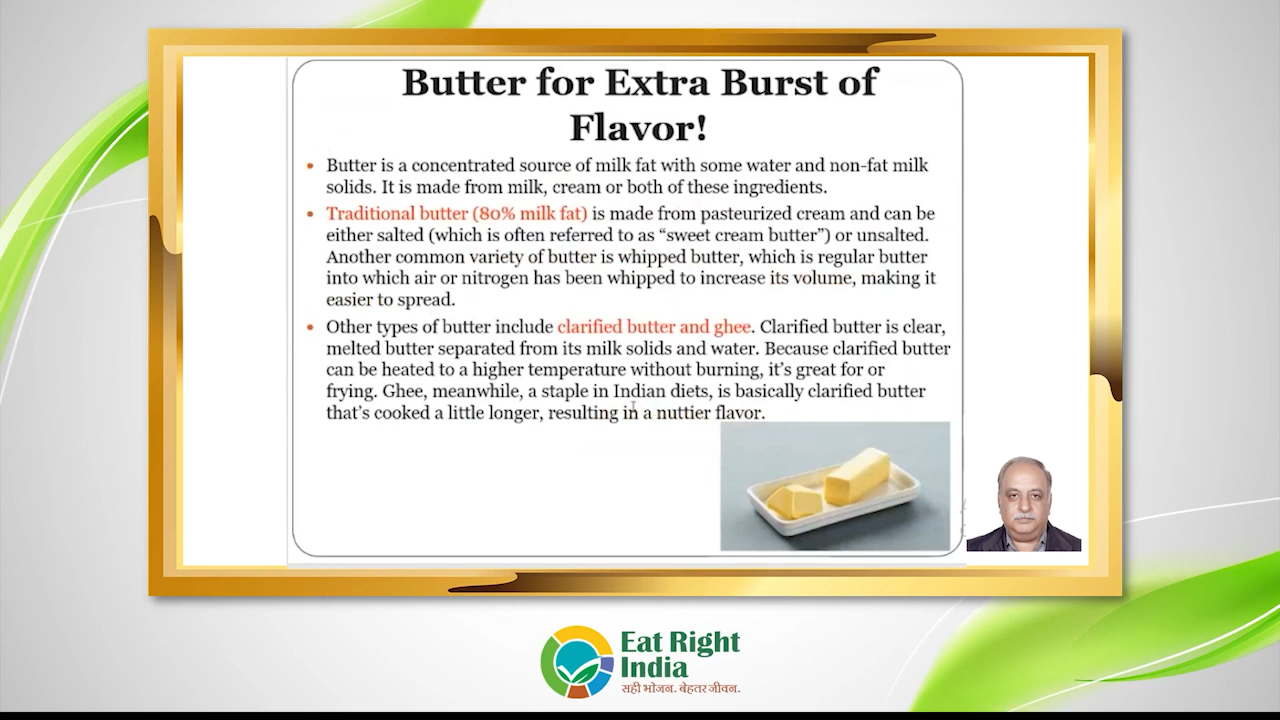 Butter for Extra Burst of
Flavor!
• Butter is a concentrated source of milk fat with some water and non-fat milk
solids. It is made from milk, cream or both of these ingredients.
• Traditional butter (80% milk fat) is made from pasteurized cream and can be
either salted (which is often referred to as “sweet cream butter”) or unsalted.
Another common variety of butter is whipped butter, which is regular butter
into which air or nitrogen has been whipped to increase its volume, making it
easier to spread.
• Other types of butter include clarified butter and ghee. Clarified butter is clear,
melted butter separated from its milk solids and water. Because clarified butter
can be heated to a higher temperature without burning, it’s great for or
frying. Ghee, meanwhile, a staple in Indian diets, is basically clarified butter
that’s cooked a little longer, resulting in a nuttier flavor.
Eat Right
India
सही भोजन. बेहतर जीवन.